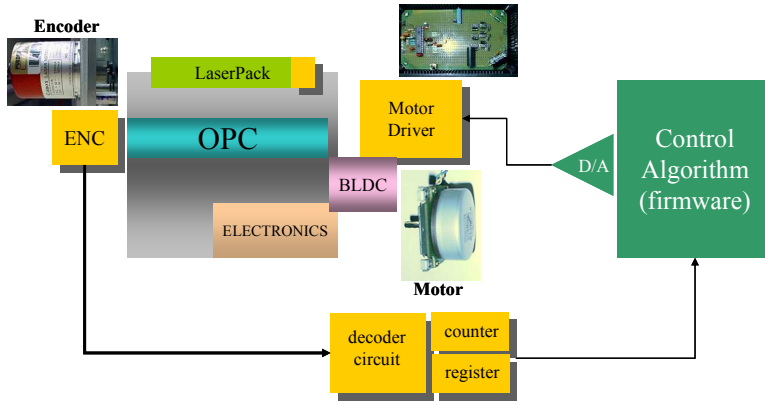 Encoder
LaserPack
ENC
OPC
Motor
Driver
BLDC
ELECTRONICS
Motor
D/A
Control
Algorithm
(firmware)
decoder
circuit
counter
register